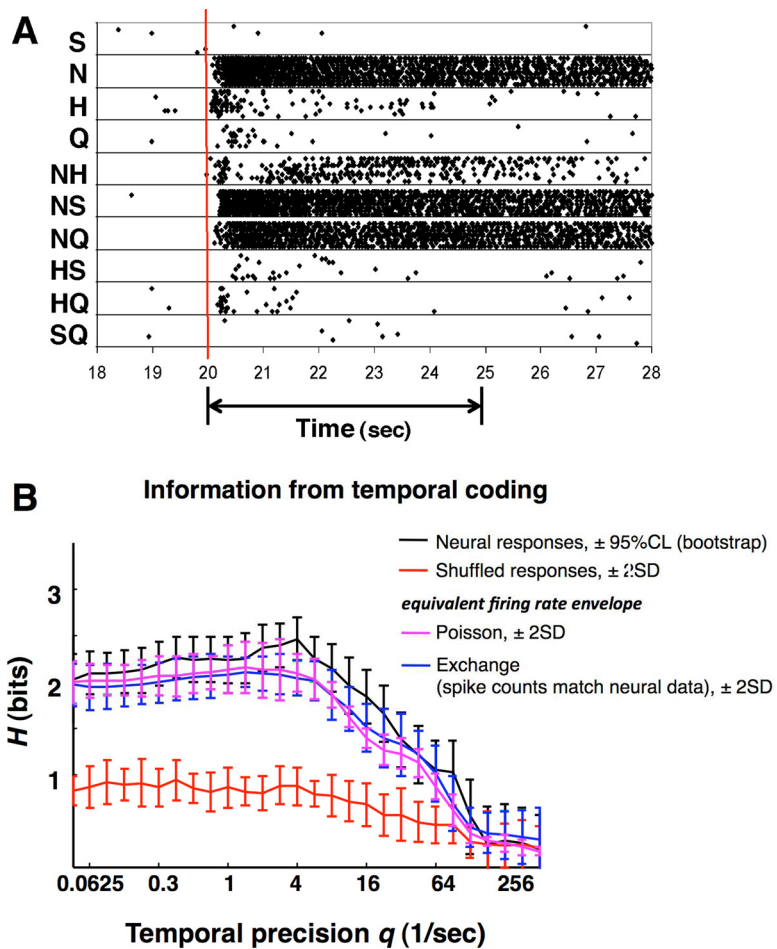 A
S
N
H
Q
NH
NS
NQ
HS
HQ
SQ
18 19 20 21 22 23 24 25 26 27 28
Time (sec)
B
Information from temporal coding
Neural responses, ± 95%CL (bootstrap)
Shuffled responses, ± 2SD
equivalent firing rate envelope
Poisson, ± 2SD
Exchange
(spike counts match neural data), ± 2SD
H (bits)
3
2
1
0.0625 0.3 1 4 16 64 256
Temporal precision q (1/sec)